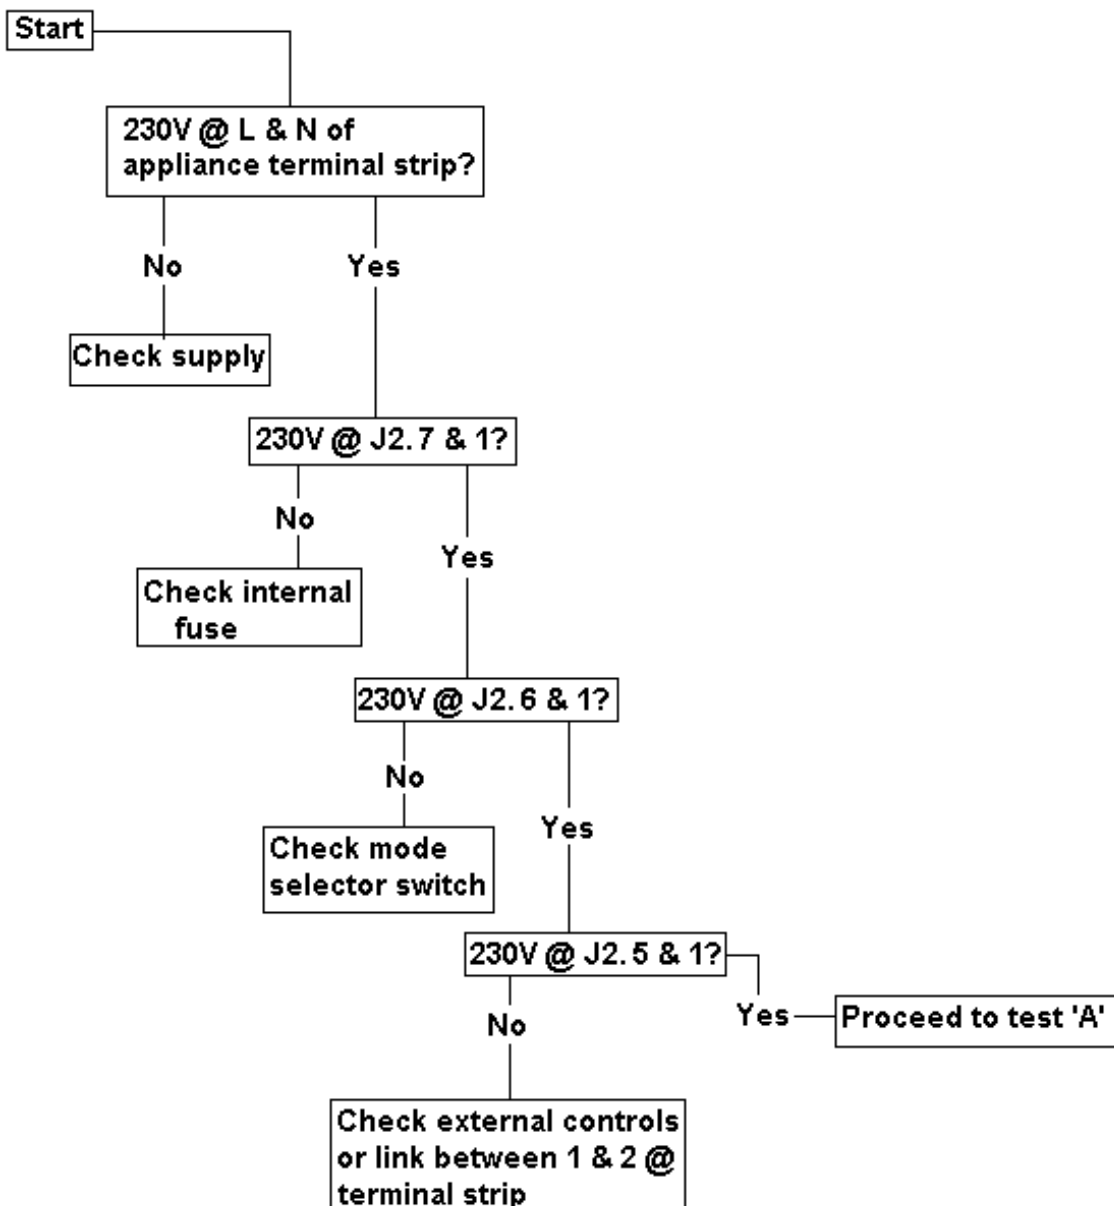 Start
230V @ L & N of
appliance terminal strip?
No
Yes
Check supply
230V @ J2.7 & 1?
No
Yes
Check internal
fuse
230V @ J2.6 & 1?
No
Yes
Check mode
selector switch
230V @ J2.5 & 1?
No
Yes
Proceed to test 'A'
Check external controls
or link between 1 & 2 @
terminal strip